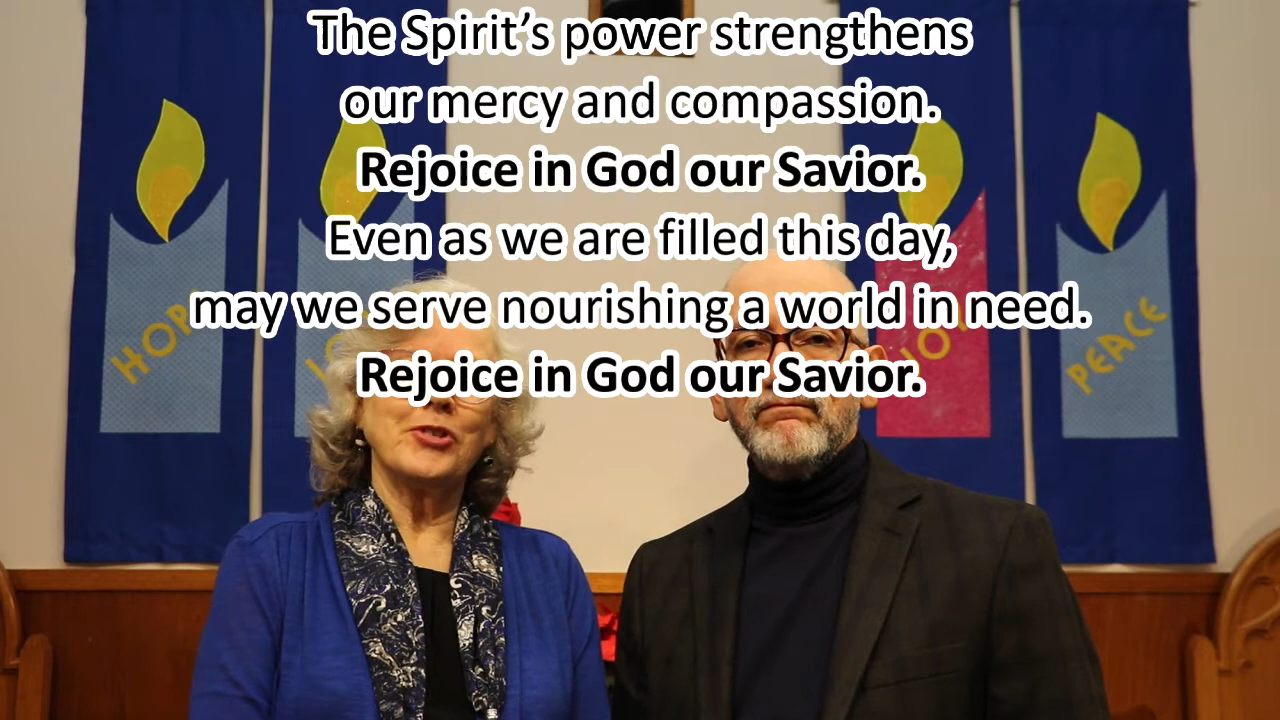 The Spirit’s power strengthens
our mercy and compassion.
Rejoice in God our Savior.
Even as we are filled this day,
may we serve nourishing a world in need.
Rejoice in God our Savior.
HOP
PEACE